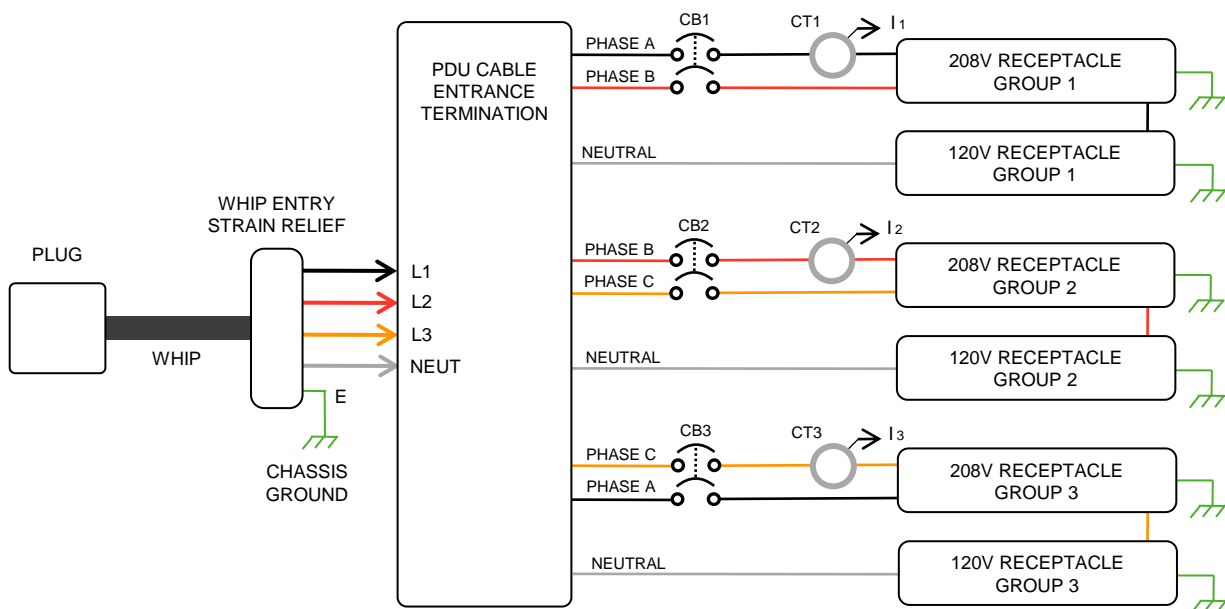 PLUG
WHIP
WHIP ENTRY
STRAIN RELIEF
E
CHASSIS
GROUND
PDU CABLE
ENTRANCE
TERMINATION
L1
L2
L3
NEUT
PHASE A
PHASE B
CB1
CT1
I1
208V RECEPTACLE
GROUP 1
NEUTRAL
120V RECEPTACLE
GROUP 1
PHASE B
PHASE C
CB2
CT2
I2
208V RECEPTACLE
GROUP 2
NEUTRAL
120V RECEPTACLE
GROUP 2
PHASE C
PHASE A
CB3
CT3
I3
208V RECEPTACLE
GROUP 3
NEUTRAL
120V RECEPTACLE
GROUP 3